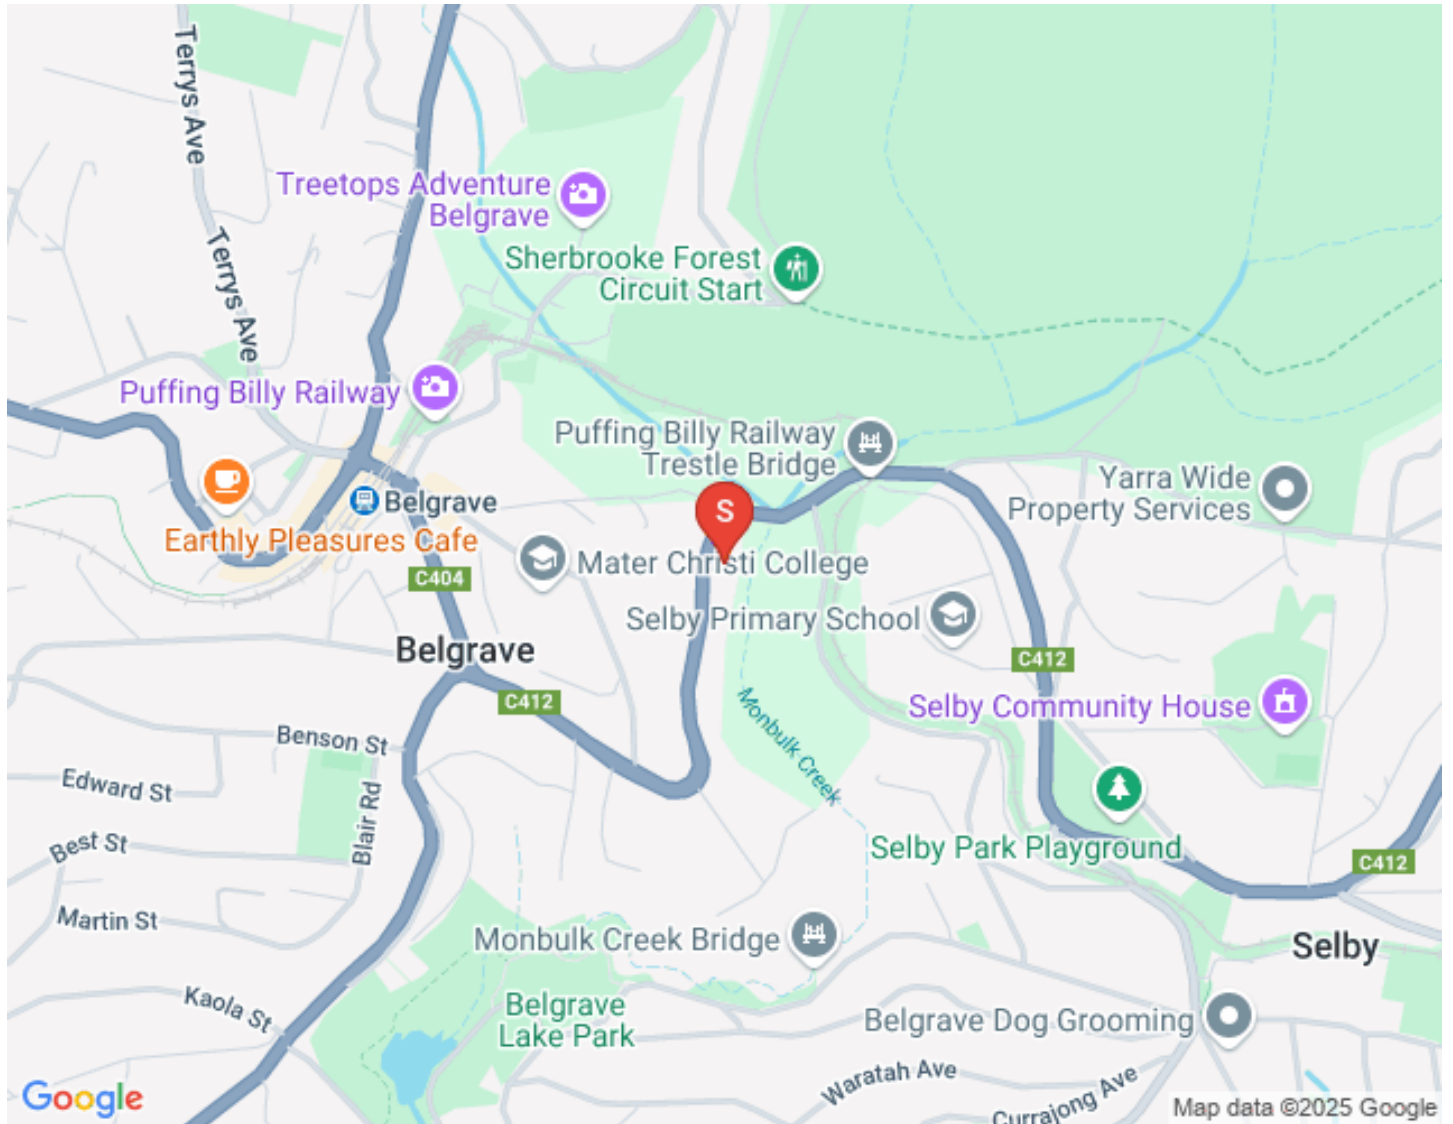 Terrys Ave
Terrys Ave
Treetops Adventure
Belgrave
Sherbrooke Forest
Circuit Start
Puffing Billy Railway
Puffing Billy Railway
Trestle Bridge
Yarra Wide
Property Services
Belgrave
Earthly Pleasures Cafe
S
Mater Christi College
C404
Selby Primary School
Belgrave
C412
C412
Selby Community House
Monbulk Creek
Benson St
Edward St
Blair Rd
Best St
Selby Park Playground
C412
Martin St
Monbulk Creek Bridge
Selby
Kaola St
Belgrave
Lake Park
Belgrave Dog Grooming
Waratah Ave
Currajong Ave
Google
Map data ©2025 Google